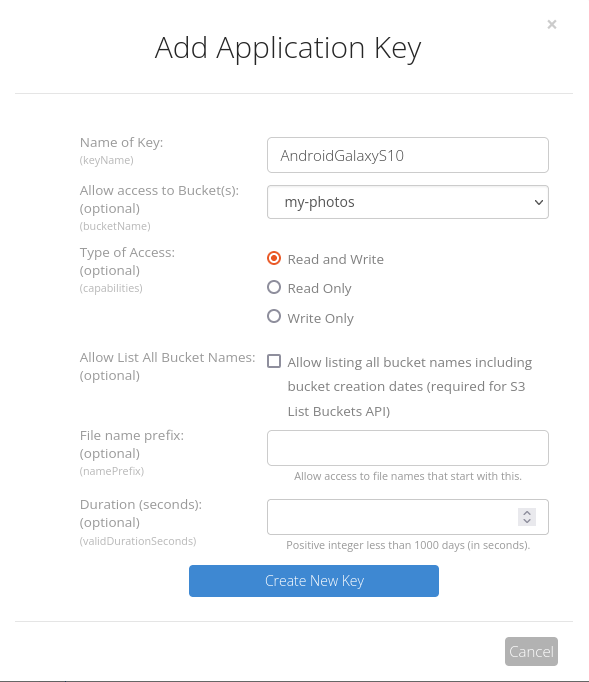 ×
Add Application Key
Name of Key:
(keyName)
AndroidGalaxyS10
Allow access to Bucket(s):
(optional)
(bucketName)
my-photos
Type of Access:
(optional)
(capabilities)
Read and Write
Read Only
Write Only
Allow List All Bucket Names:
(optional)
Allow listing all bucket names including
bucket creation dates (required for S3
List Buckets API)
File name prefix:
(optional)
(namePrefix)
Allow access to file names that start with this.
Duration (seconds):
(optional)
(validDurationSeconds)
Positive integer less than 1000 days (in seconds).
Create New Key
Cancel